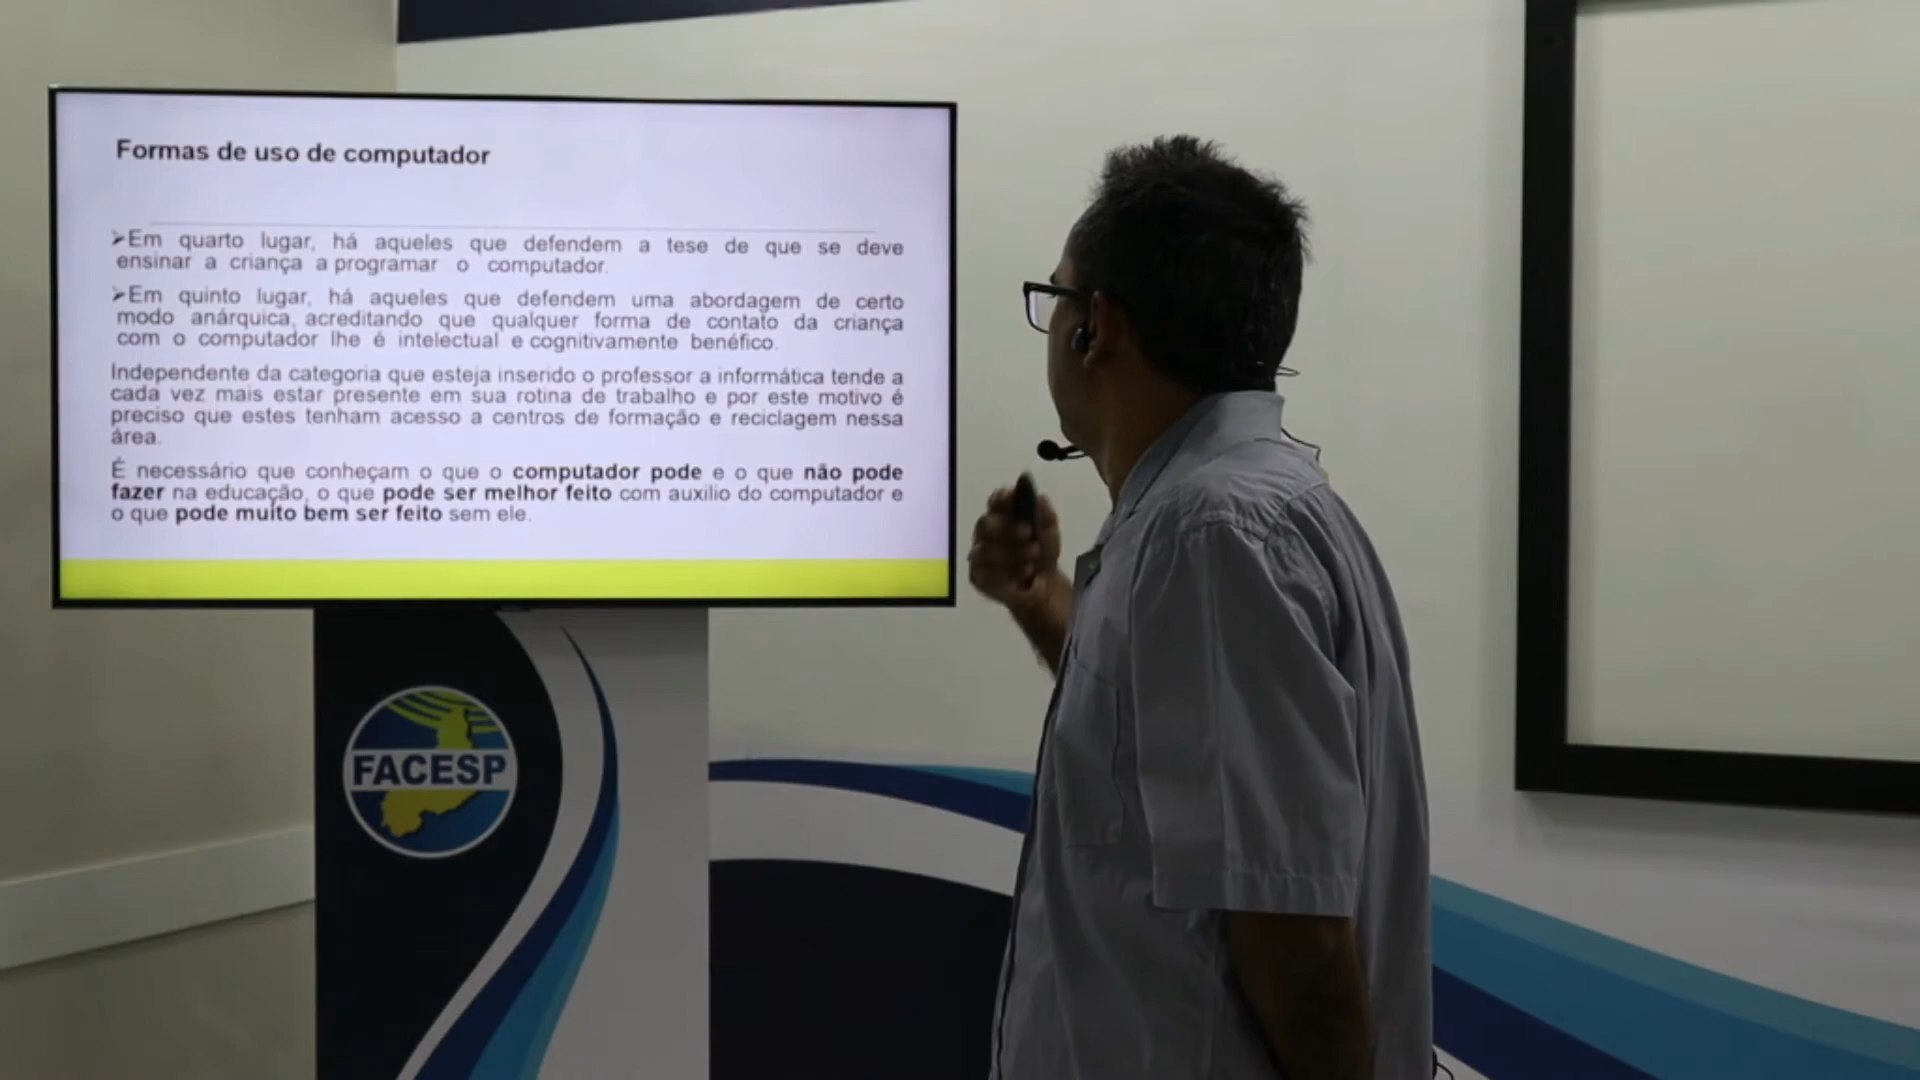 Formas de uso de computador
➢Em quarto lugar, há aqueles que defendem a tese de que se deve
ensinar a criança a programar o computador.
➢Em quinto lugar, há aqueles que defendem uma abordagem de certo
modo anárquica, acreditando que qualquer forma de contato da criança
com o computador lhe é intelectual e cognitivamente benéfico.
Independente da categoria que esteja inserido o professor a informática tende a
cada vez mais estar presente em sua rotina de trabalho e por este motivo é
preciso que estes tenham acesso a centros de formação e reciclagem nessa
área.
É necessário que conheçam o que o computador pode e o que não pode
fazer na educação, o que pode ser melhor feito com auxilio do computador e
o que pode muito bem ser feito sem ele.
FACESP